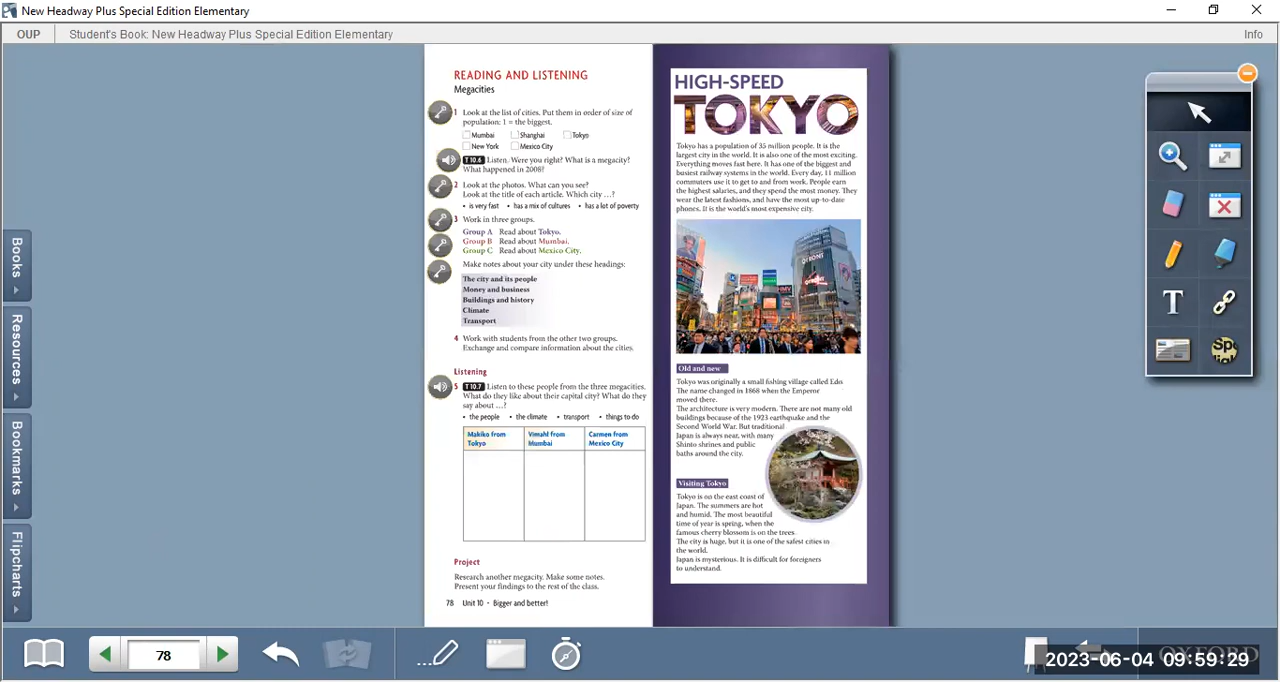 New Headway Plus Special Edition Elementary
OUP
Student's Book: New Headway Plus Special Edition Elementary
Info
READING AND LISTENING
Megacities
1 Look at the list of cities. Put them in order of size of
population: 1 = the biggest.
Mumbai Shanghai Tokyo
New York Mexico City
T 10.6 Listen. Were you right? What is a megacity?
What happened in 2008?
2 Look at the photos. What can you see?
Look at the title of each article. Which city …?
• is very fast • has a mix of cultures • has a lot of poverty
3 Work in three groups.
Group A Read about Tokyo.
Group B Read about Mumbai.
Group C Read about Mexico City.
Make notes about your city under these headings:
The city and its people
Money and business
Buildings and history
Climate
Transport
4 Work with students from the other two groups.
Exchange and compare information about the cities.
Listening
5 T 10.7 Listen to these people from the three megacities.
What do they like about their capital city? What do they
say about …?
• the people • the climate • transport • things to do
Makiko from
Tokyo
Vimahl from
Mumbai
Carmen from
Mexico City
Project
Research another megacity. Make some notes.
Present your findings to the rest of the class.
78 Unit 10 • Bigger and better!
HIGH-SPEED
TOKYO
Tokyo has a population of 35 million people. It is the
largest city in the world. It is also one of the most exciting.
Everything moves fast here. It has one of the biggest and
busiest railway systems in the world. Every day, 11 million
commuters use it to get to and from work. People earn
the highest salaries, and they spend the most money. They
wear the latest fashions, and have the most up-to-date
phones. It is the world's most expensive city.
HMV
Old and new
Tokyo was originally a small fishing village called Edo
The name changed in 1868 when the Emperor
moved there.
The architecture is very modern. There are not many old
buildings because of the 1923 earthquake and the
Second World War. But traditional
Japan is always near, with many
Shinto shrines and public
baths around the city.
Visiting Tokyo
Tokyo is on the east coast of
Japan. The summers are hot
and humid. The most beautiful
time of year is spring, when the
famous cherry blossom is on the trees
The city is huge, but it is one of the safest cities in
the world.
Japan is mysterious. It is difficult for foreigners
to understand.
Books
Resources
Bookmarks
Flipcharts
T
78
OXFORD
2023-06-04 09:59:29